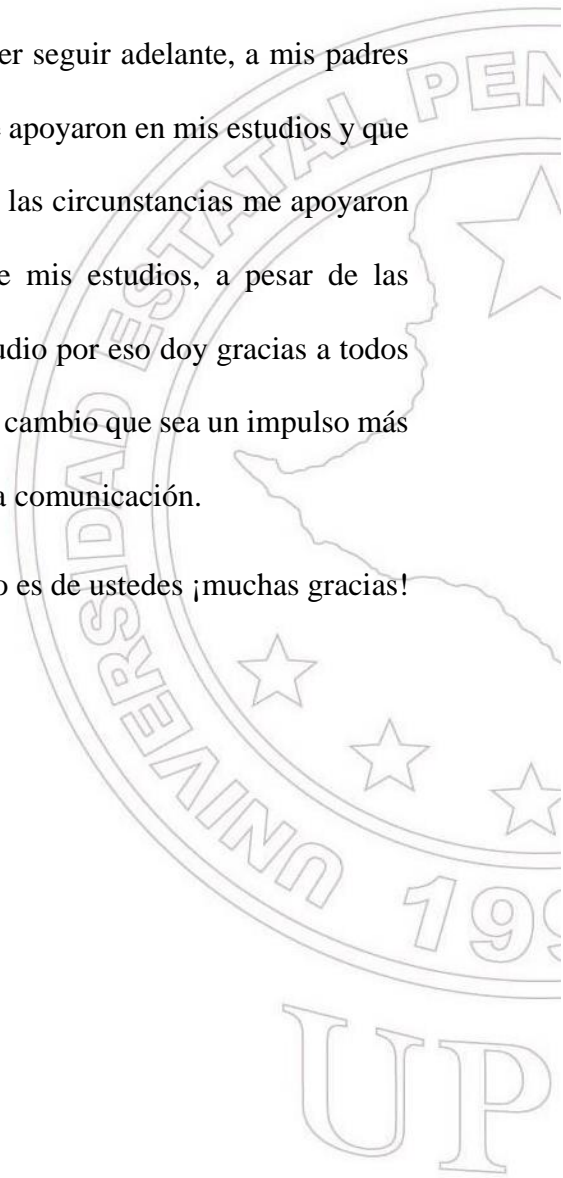 er seguir adelante, a mis padres
apoyaron en mis estudios y que
las circunstancias me apoyaron
e mis estudios, a pesar de las
udio por eso doy gracias a todos
cambio que sea un impulso más
a comunicación.
o es de ustedes ¡muchas gracias!
UNIVERSIDAD ESTATAL PEN
199
UP